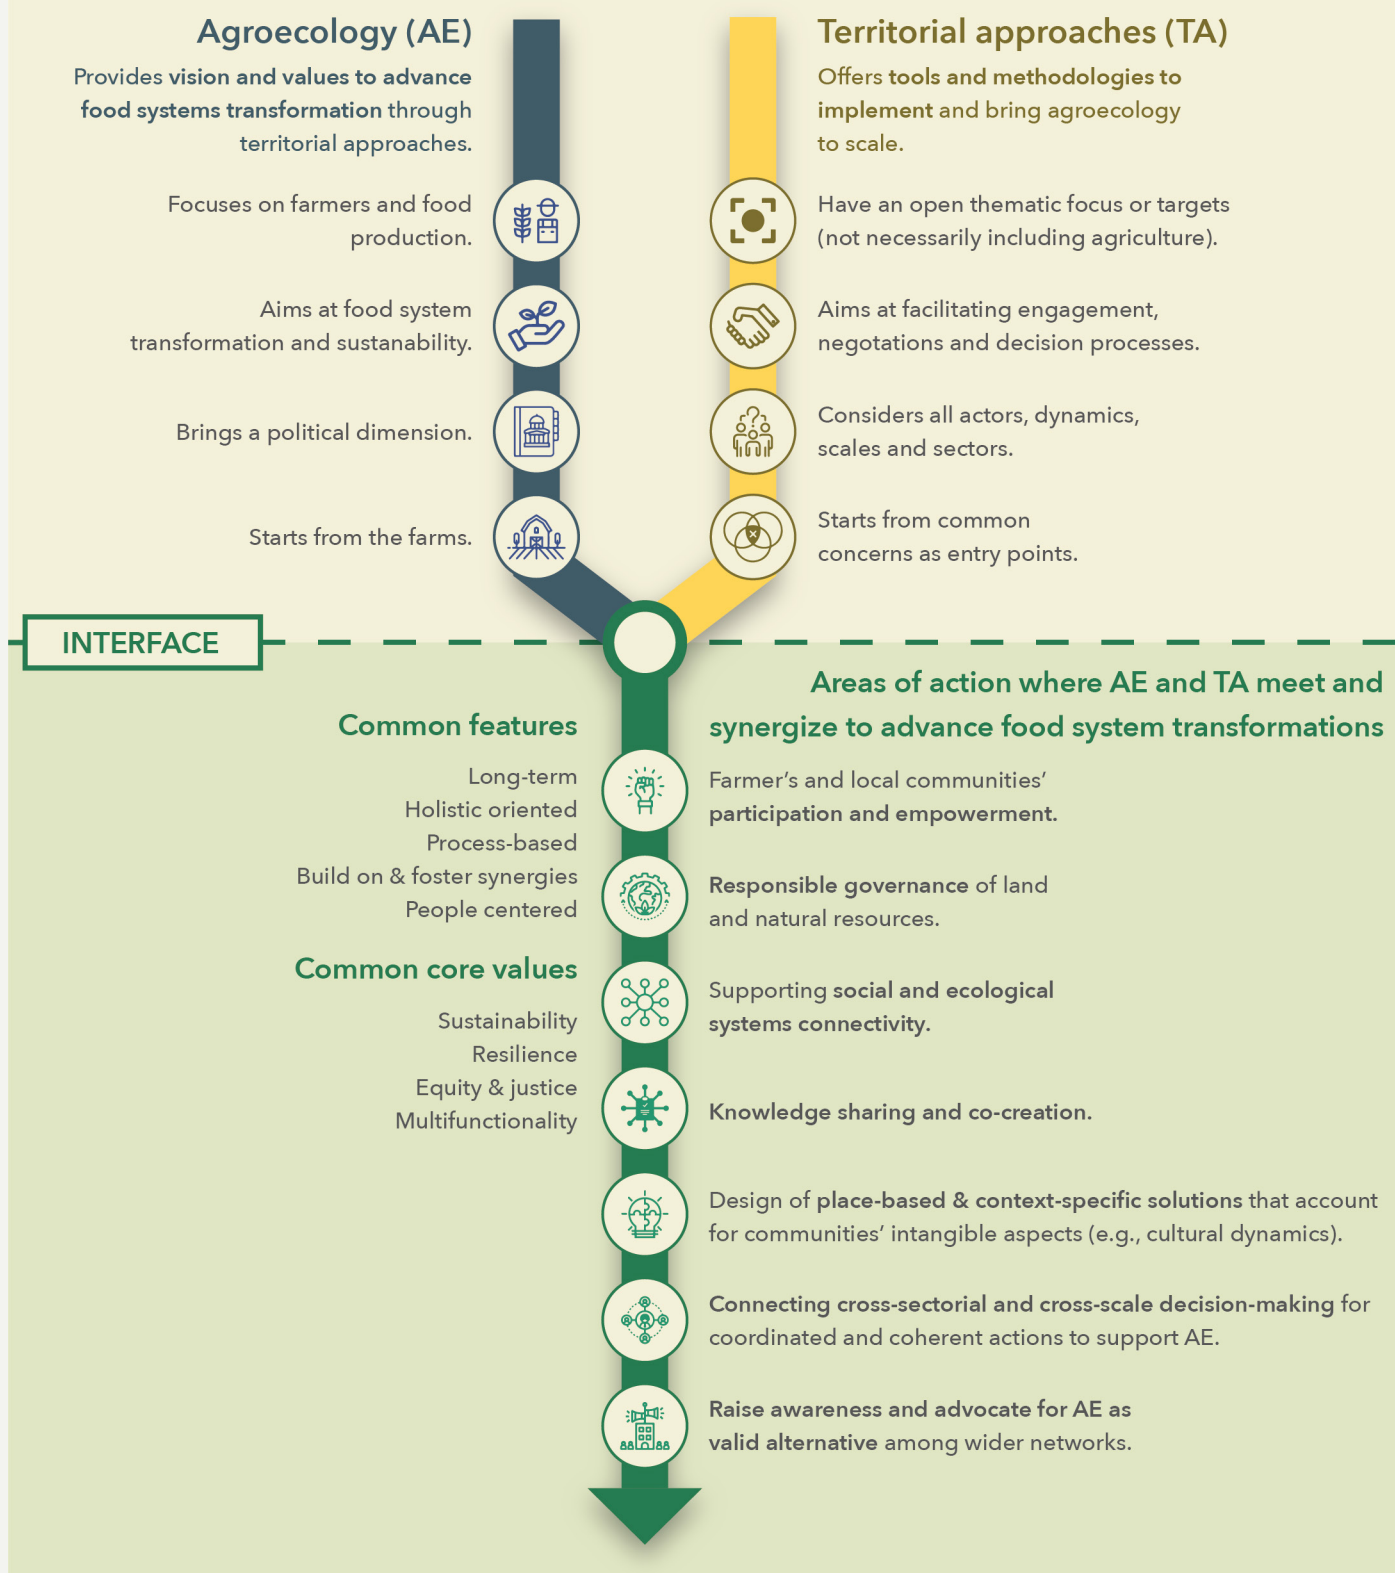 Agroecology (AE)
Provides vision and values to advance
food systems transformation through
territorial approaches.
Focuses on farmers and food
production.
Aims at food system
transformation and sustanability.
Brings a political dimension.
Starts from the farms.
Territorial approaches (TA)
Offers tools and methodologies to
implement and bring agroecology
to scale.
Have an open thematic focus or targets
(not necessarily including agriculture).
Aims at facilitating engagement,
negotations and decision processes.
Considers all actors, dynamics,
scales and sectors.
Starts from common
concerns as entry points.
INTERFACE
Common features
Long-term
Holistic oriented
Process-based
Build on & foster synergies
People centered
Common core values
Sustainability
Resilience
Equity & justice
Multifunctionality
Areas of action where AE and TA meet and
synergize to advance food system transformations
Farmer’s and local communities’
participation and empowerment.
Responsible governance of land
and natural resources.
Supporting social and ecological
systems connectivity.
Knowledge sharing and co-creation.
Design of place-based & context-specific solutions that account
for communities’ intangible aspects (e.g., cultural dynamics).
Connecting cross-sectorial and cross-scale decision-making for
coordinated and coherent actions to support AE.
Raise awareness and advocate for AE as
valid alternative among wider networks.